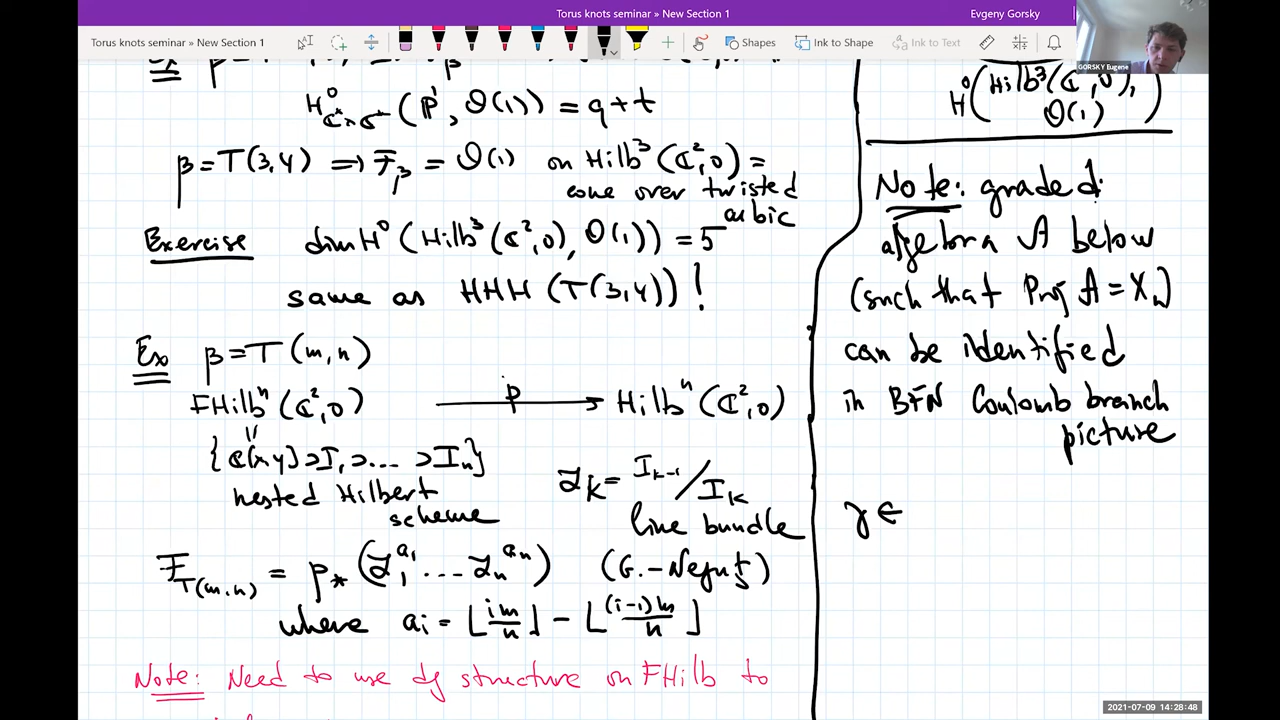 Torus knots seminar » New Section 1
Evgeny Gorsky
Torus knots seminar » New Section 1
Shapes
Ink to Shape
Ink to Text
GORSKY Eugene
H⁰_{ℂ*×ℂ*} (P¹, O(1)) = q+t
β = T(3,4) ⟹ F_β = O(1) on Hilb³(ℂ²,0) =
cone over twisted
cubic
Exercise dim H⁰ (Hilb³(ℂ²,0), O(1)) = 5
same as HHH (T(3,4)) !
Ex β = T(m,n)
FHilbⁿ(ℂ²,0) —p→ Hilbⁿ(ℂ²,0)
{ℂ[x,y] ⊃ I₁ ⊃ ... ⊃ Iₙ}
nested Hilbert
scheme
ℒ_k = I_{k-1}/I_k
line bundle
F_{T(m,n)} = p_* (ℒ₁^{a₁} ... ℒₙ^{aₙ}) (G.-Neguț)
where aᵢ = ⌊im/n⌋ − ⌊(i-1)m/n⌋
Note: Need to use dg structure on FHilb to
H⁰(Hilb³(ℂ²,0),
O(1))
Note: graded
algebra A below
(such that Proj A = X_γ)
can be identified
in BFN Coulomb branch
picture
γ ∈
2021-07-09 14:28:48